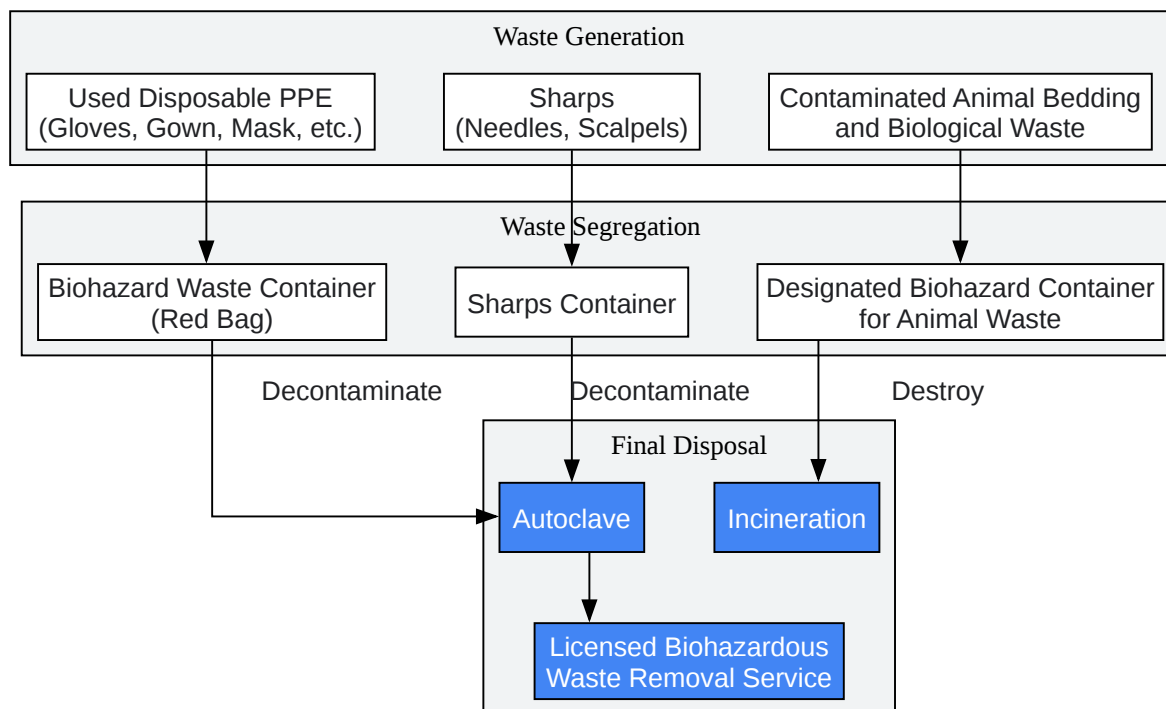 Waste Generation
Used Disposable PPE
(Gloves, Gown, Mask, etc.)
Sharps
(Needles, Scalpels)
Contaminated Animal Bedding
and Biological Waste
Waste Segregation
Biohazard Waste Container
(Red Bag)
Sharps Container
Designated Biohazard Container
for Animal Waste
Decontaminate
Decontaminate
Destroy
Final Disposal
Autoclave
Incineration
Licensed Biohazardous
Waste Removal Service